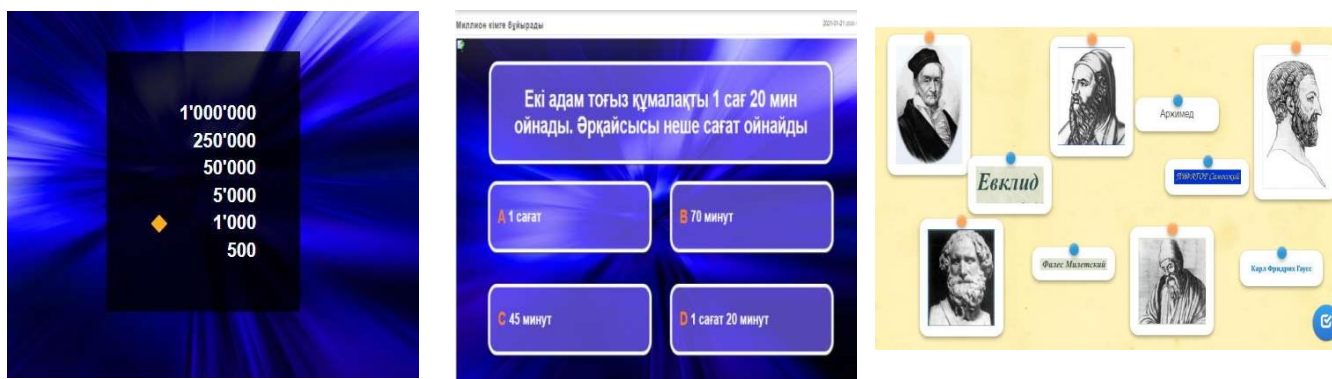 1'000'000
250'000
50'000
5'000
1'000
500
Миллион кімге бұйырады
Екі адам тоғыз құмалақты 1 сағ 20 мин
ойнады. Әрқайсысы неше сағат ойнайды
A 1 сағат
B 70 минут
C 45 минут
D 1 сағат 20 минут
Архимед
Евклид
ПИФАГОР Самосский
Фалес Милетский
Карл Фридрих Гаусс